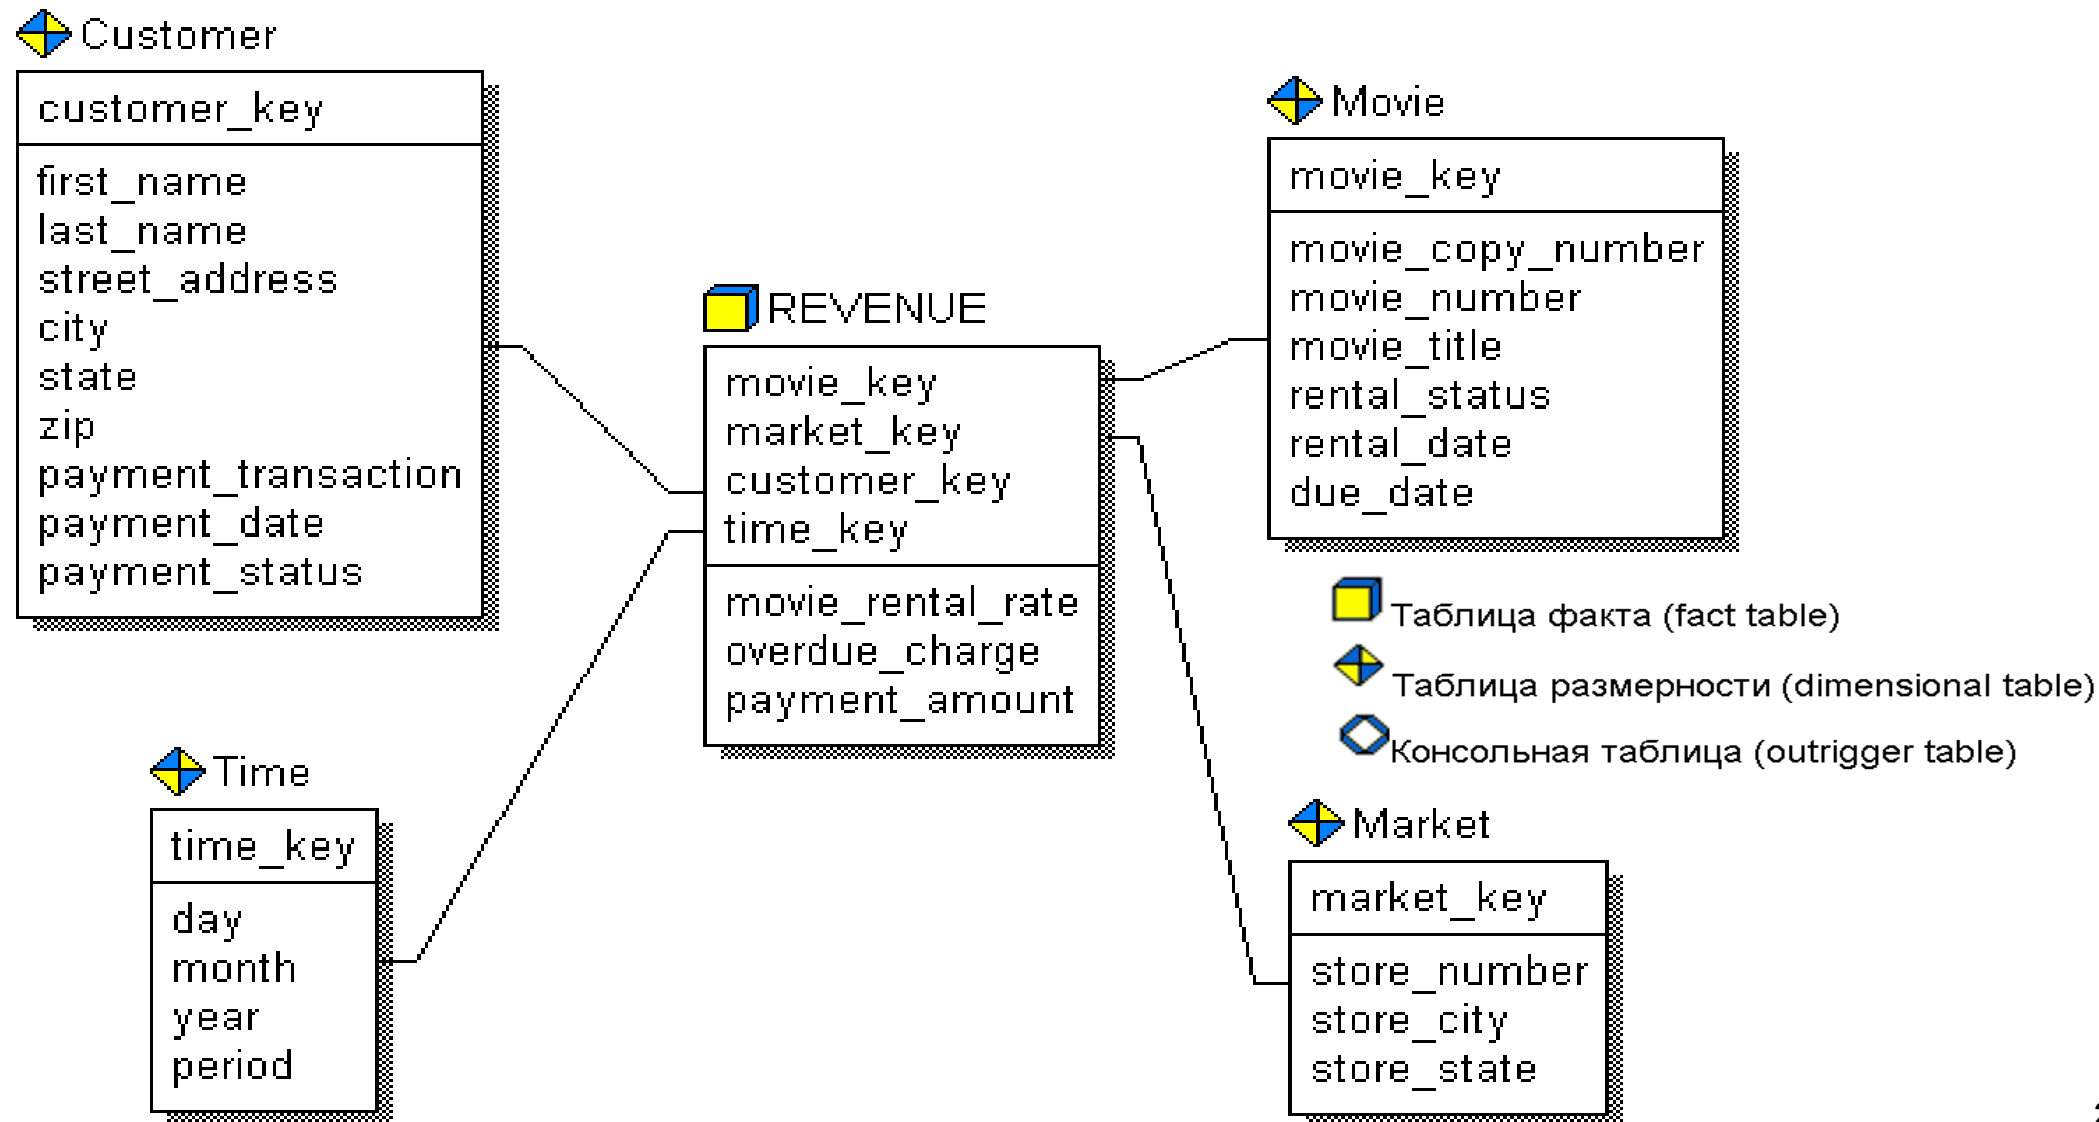 Customer
customer_key
first_name
last_name
street_address
city
state
zip
payment_transaction
payment_date
payment_status
REVENUE
movie_key
market_key
customer_key
time_key
movie_rental_rate
overdue_charge
payment_amount
Movie
movie_key
movie_copy_number
movie_number
movie_title
rental_status
rental_date
due_date
Таблица факта (fact table)
Таблица размерности (dimensional table)
Консольная таблица (outrigger table)
Time
time_key
day
month
year
period
Market
market_key
store_number
store_city
store_state